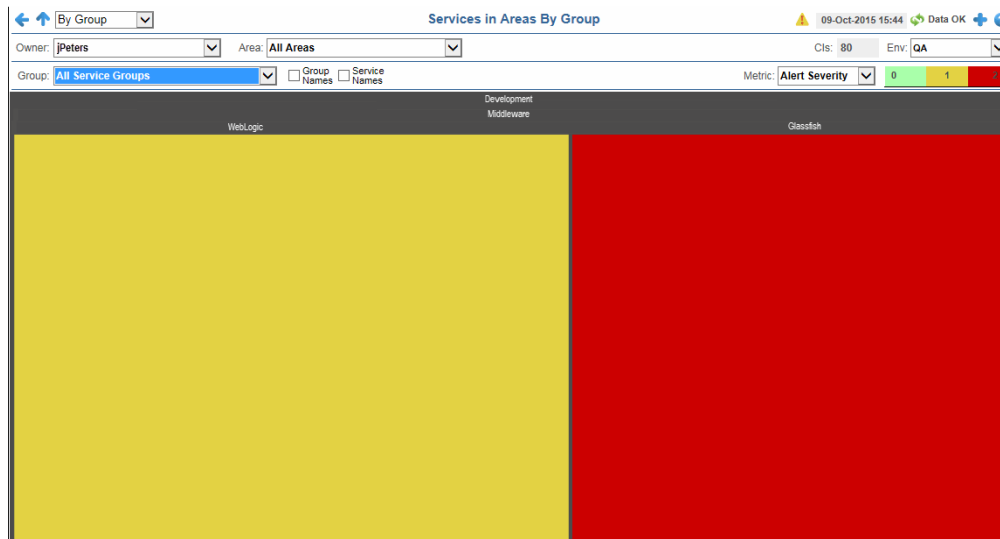 By Group Services in Areas By Group 09-Oct-2015 15:44 Data OK
Owner: jPeters Area: All Areas CIs: 80 Env: QA
Group: All Service Groups Group Names Service Names Metric: Alert Severity 0 1
Development
Middleware
WebLogic Glassfish